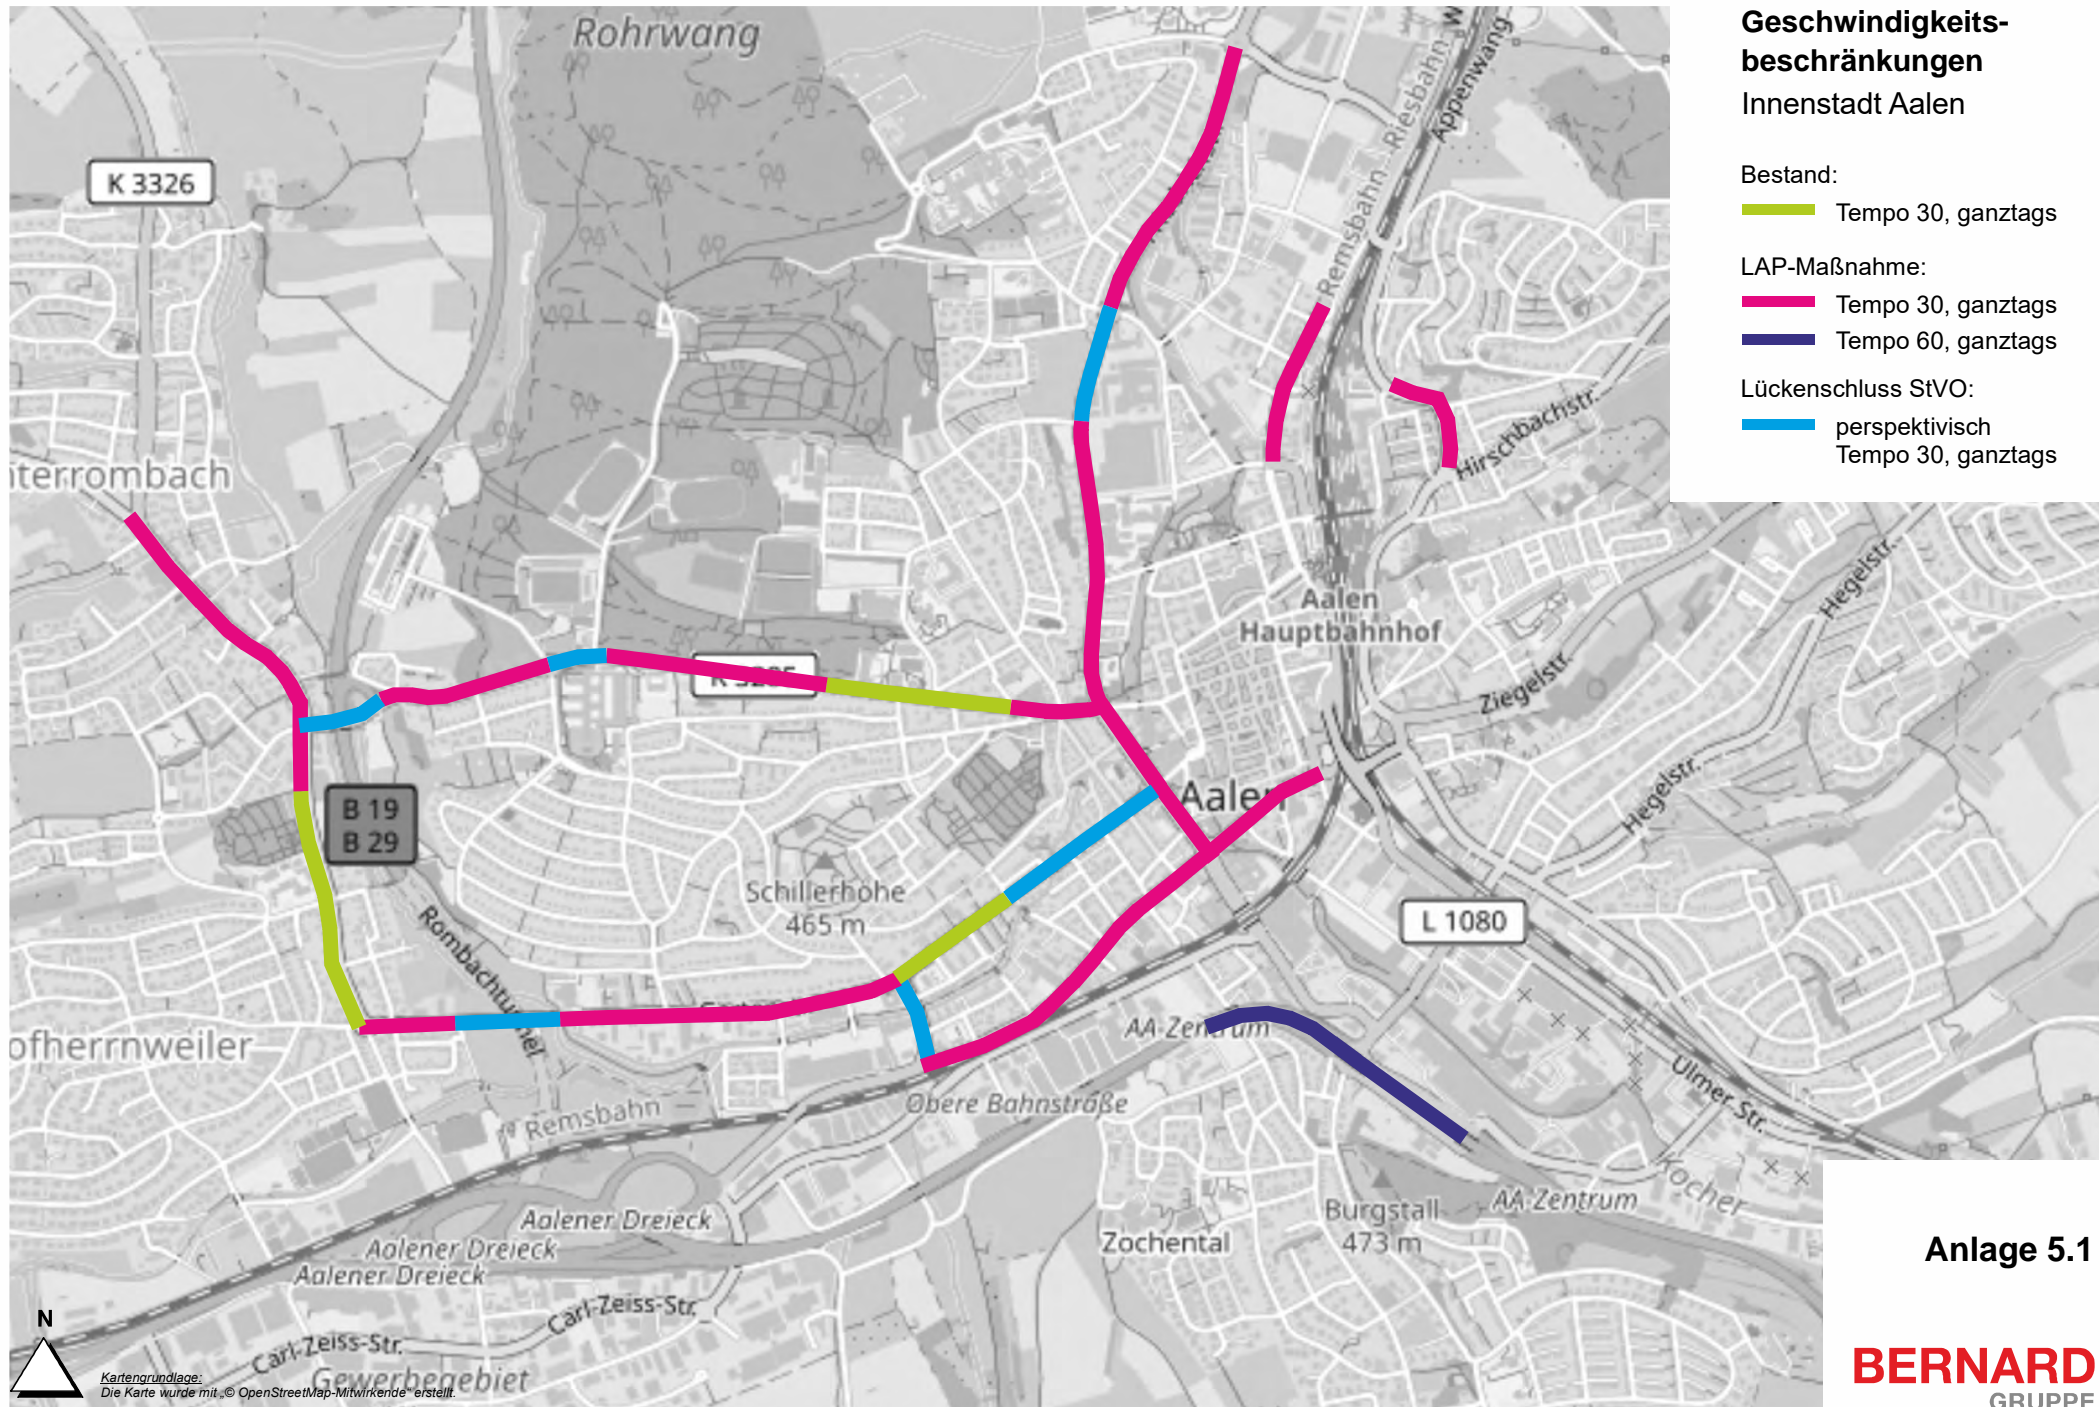 Geschwindigkeits-
beschränkungen
Innenstadt Aalen
Bestand:
Tempo 30, ganztags
LAP-Maßnahme:
Tempo 30, ganztags
Tempo 60, ganztags
Lückenschluss StVO:
perspektivisch
Tempo 30, ganztags
Rohrwang
K 3326
Appenwang
Remsbahn - Riesbahn
Hirschbachstr.
nterrombach
Hegelstr.
Aalen
Hauptbahnhof
Ziegelstr.
Hegelstr.
B 19
B 29
Aalen
Schillerhöhe
465 m
L 1080
Rombachtunnel
ofherrnweiler
AA-Zentrum
Ulmer Str.
Obere Bahnstraße
Remsbahn
Kocher
AA-Zentrum
Burgstall
473 m
Zochental
Aalener Dreieck
Aalener Dreieck
Aalener Dreieck
Carl-Zeiss-Str.
Carl-Zeiss-Str.
Gewerbegebiet
N
Kartengrundlage:
Die Karte wurde mit „© OpenStreetMap-Mitwirkende“ erstellt.
Anlage 5.1
BERNARD
GRUPPE